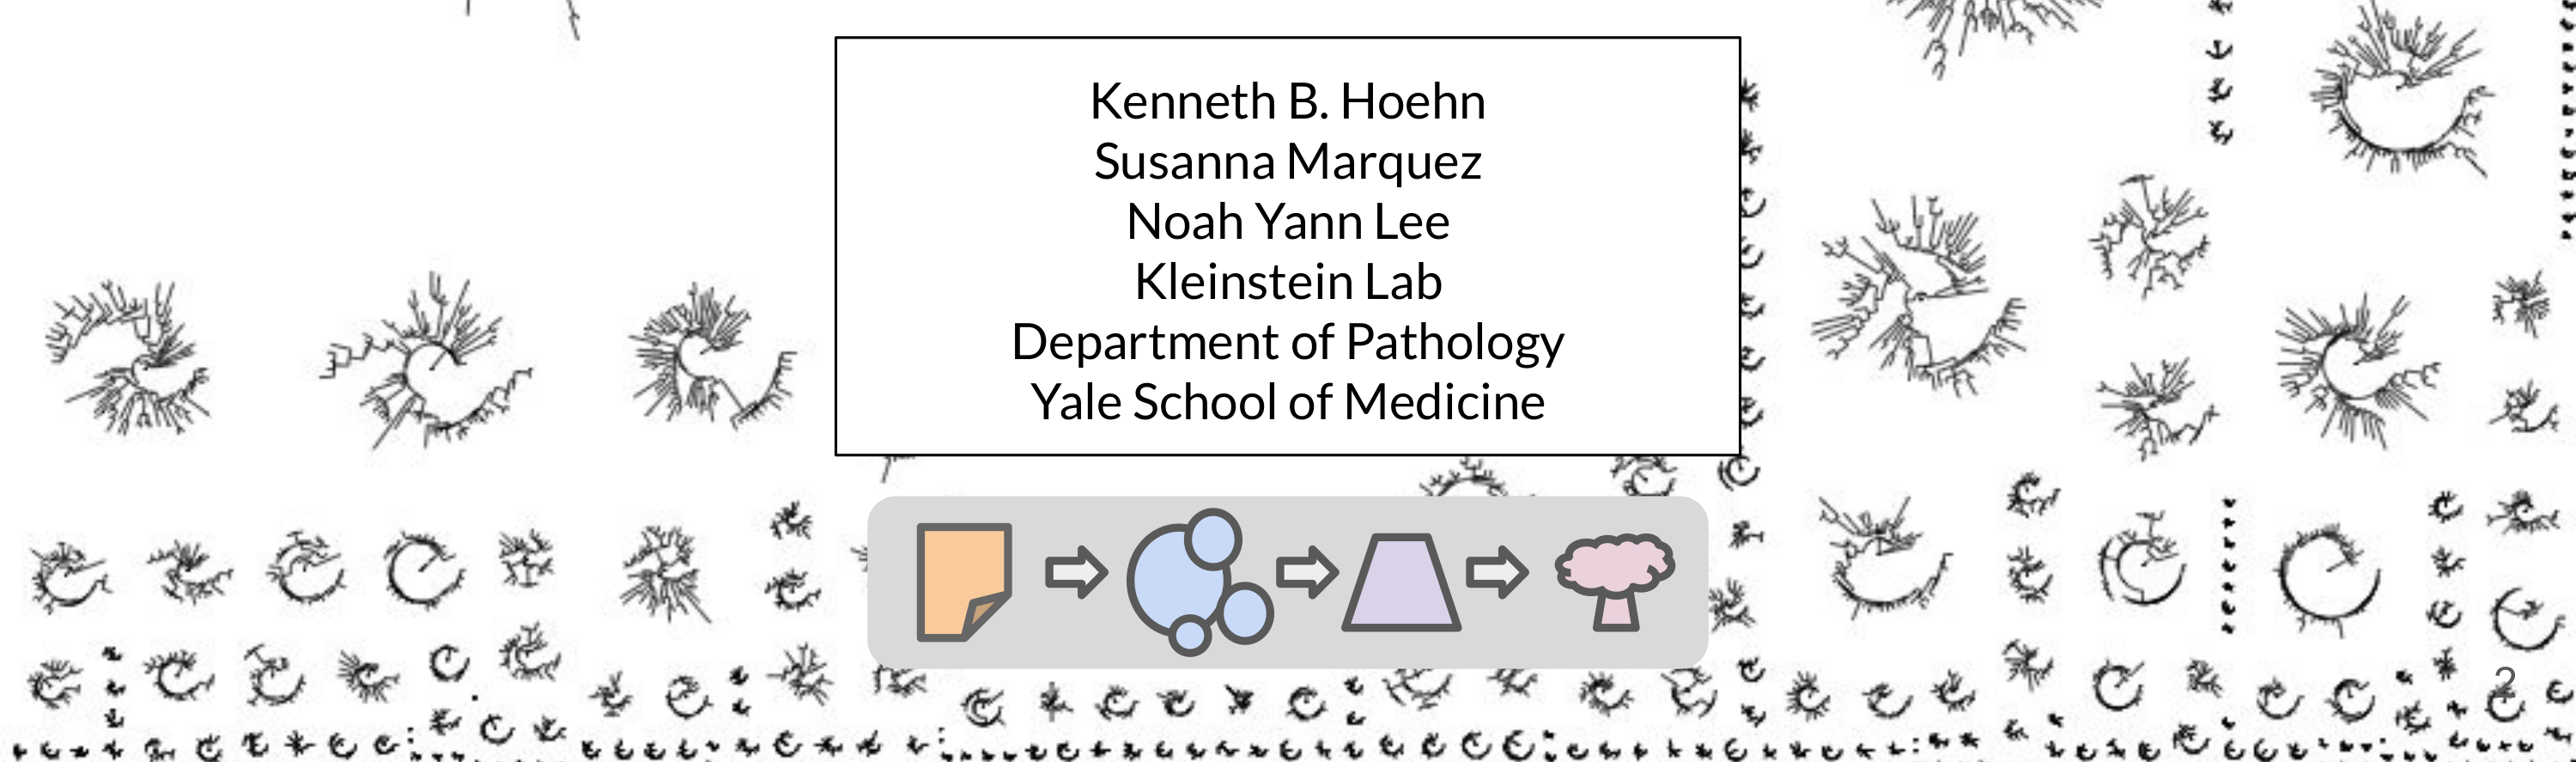 Kenneth B. Hoehn
Susanna Marquez
Noah Yann Lee
Kleinstein Lab
Department of Pathology
Yale School of Medicine
2